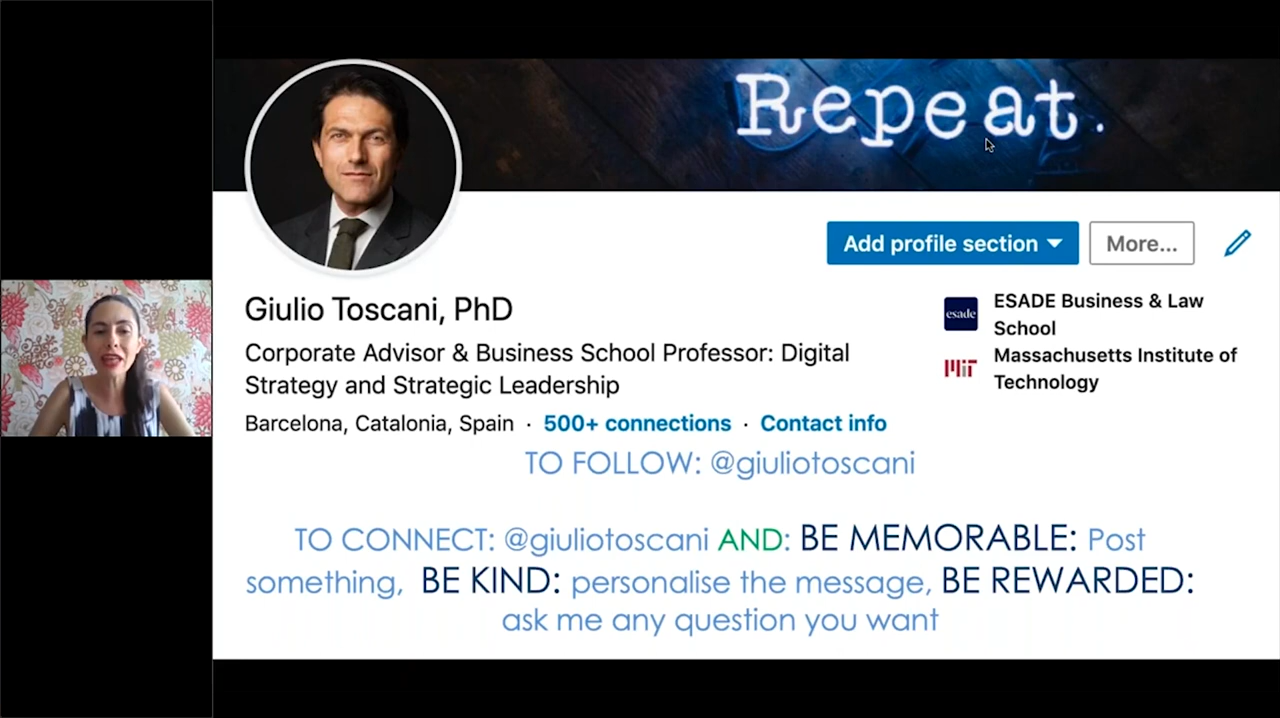 Repeat.
Add profile section
More...
Giulio Toscani, PhD
Corporate Advisor & Business School Professor: Digital
Strategy and Strategic Leadership
Barcelona, Catalonia, Spain · 500+ connections · Contact info
esade
ESADE Business & Law
School
MIT
Massachusetts Institute of
Technology
TO FOLLOW: @giuliotoscani
TO CONNECT: @giuliotoscani AND: BE MEMORABLE: Post
something, BE KIND: personalise the message, BE REWARDED:
ask me any question you want